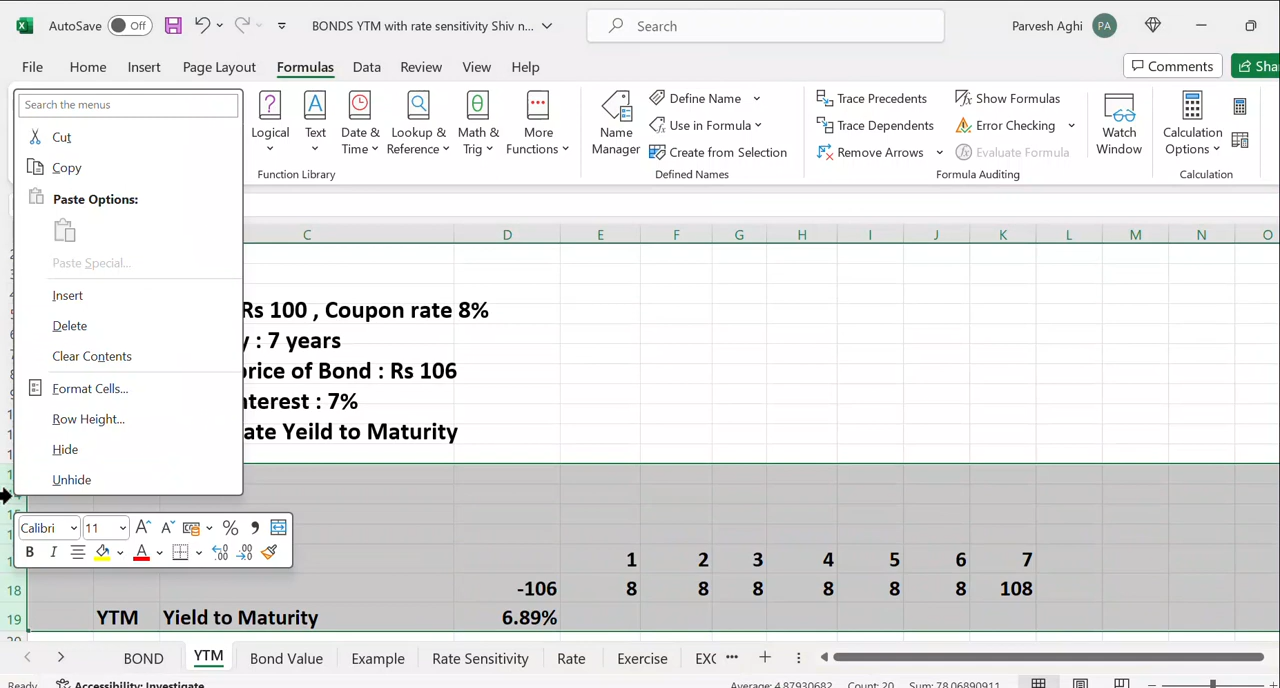 AutoSave Off BONDS YTM with rate sensitivity Shiv n... Search Parvesh Aghi PA
File Home Insert Page Layout Formulas Data Review View Help Comments Sha
Search the menus
Cut
Copy
Paste Options:
Paste Special...
Insert
Delete
Clear Contents
Format Cells...
Row Height...
Hide
Unhide
Calibri 11
Logical Text Date & Time Lookup & Reference Math & Trig More Functions
Function Library
Name Manager Define Name Use in Formula Create from Selection
Defined Names
Trace Precedents Show Formulas
Trace Dependents Error Checking
Remove Arrows Evaluate Formula
Formula Auditing
Watch Window
Calculation Options
Calculation
C D E F G H I J K L M N O
Rs 100 , Coupon rate 8%
: 7 years
rice of Bond : Rs 106
terest : 7%
ate Yeild to Maturity
1 2 3 4 5 6 7
18 -106 8 8 8 8 8 8 108
19 YTM Yield to Maturity 6.89%
BOND YTM Bond Value Example Rate Sensitivity Rate Exercise EXC
Ready Accessibility: Investigate Average: 4.87930682 Count: 20 Sum: 78.06890911